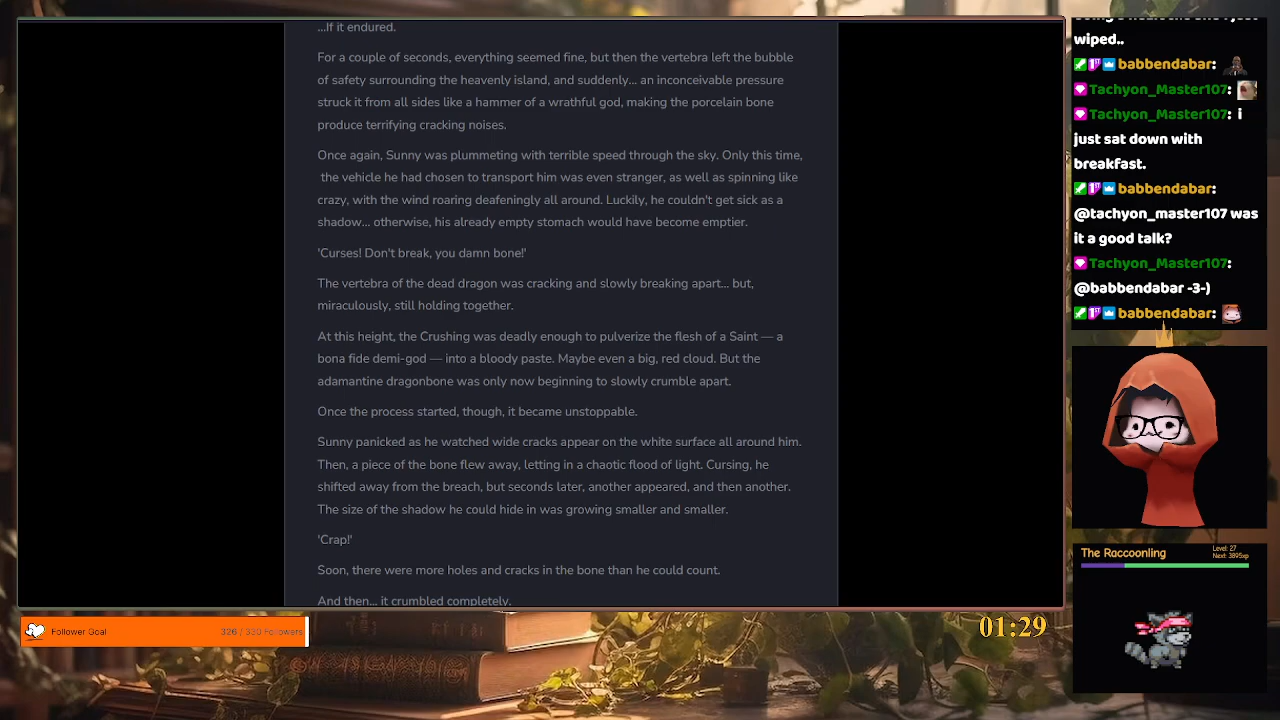 ...If it endured.
For a couple of seconds, everything seemed fine, but then the vertebra left the bubble
of safety surrounding the heavenly island, and suddenly... an inconceivable pressure
struck it from all sides like a hammer of a wrathful god, making the porcelain bone
produce terrifying cracking noises.
Once again, Sunny was plummeting with terrible speed through the sky. Only this time,
the vehicle he had chosen to transport him was even stranger, as well as spinning like
crazy, with the wind roaring deafeningly all around. Luckily, he couldn't get sick as a
shadow... otherwise, his already empty stomach would have become emptier.
'Curses! Don't break, you damn bone!'
The vertebra of the dead dragon was cracking and slowly breaking apart... but,
miraculously, still holding together.
At this height, the Crushing was deadly enough to pulverize the flesh of a Saint — a
bona fide demi-god — into a bloody paste. Maybe even a big, red cloud. But the
adamantine dragonbone was only now beginning to slowly crumble apart.
Once the process started, though, it became unstoppable.
Sunny panicked as he watched wide cracks appear on the white surface all around him.
Then, a piece of the bone flew away, letting in a chaotic flood of light. Cursing, he
shifted away from the breach, but seconds later, another appeared, and then another.
The size of the shadow he could hide in was growing smaller and smaller.
'Crap!'
Soon, there were more holes and cracks in the bone than he could count.
And then... it crumbled completely.
wiped..
babbendabar:
Tachyon_Master107:
Tachyon_Master107: i
just sat down with
breakfast.
babbendabar:
@tachyon_master107 was
it a good talk?
Tachyon_Master107:
@babbendabar -3-)
babbendabar:
The Raccoonling
Level: 27
Next: 3895xp
Follower Goal
326 / 330 Followers
01:29